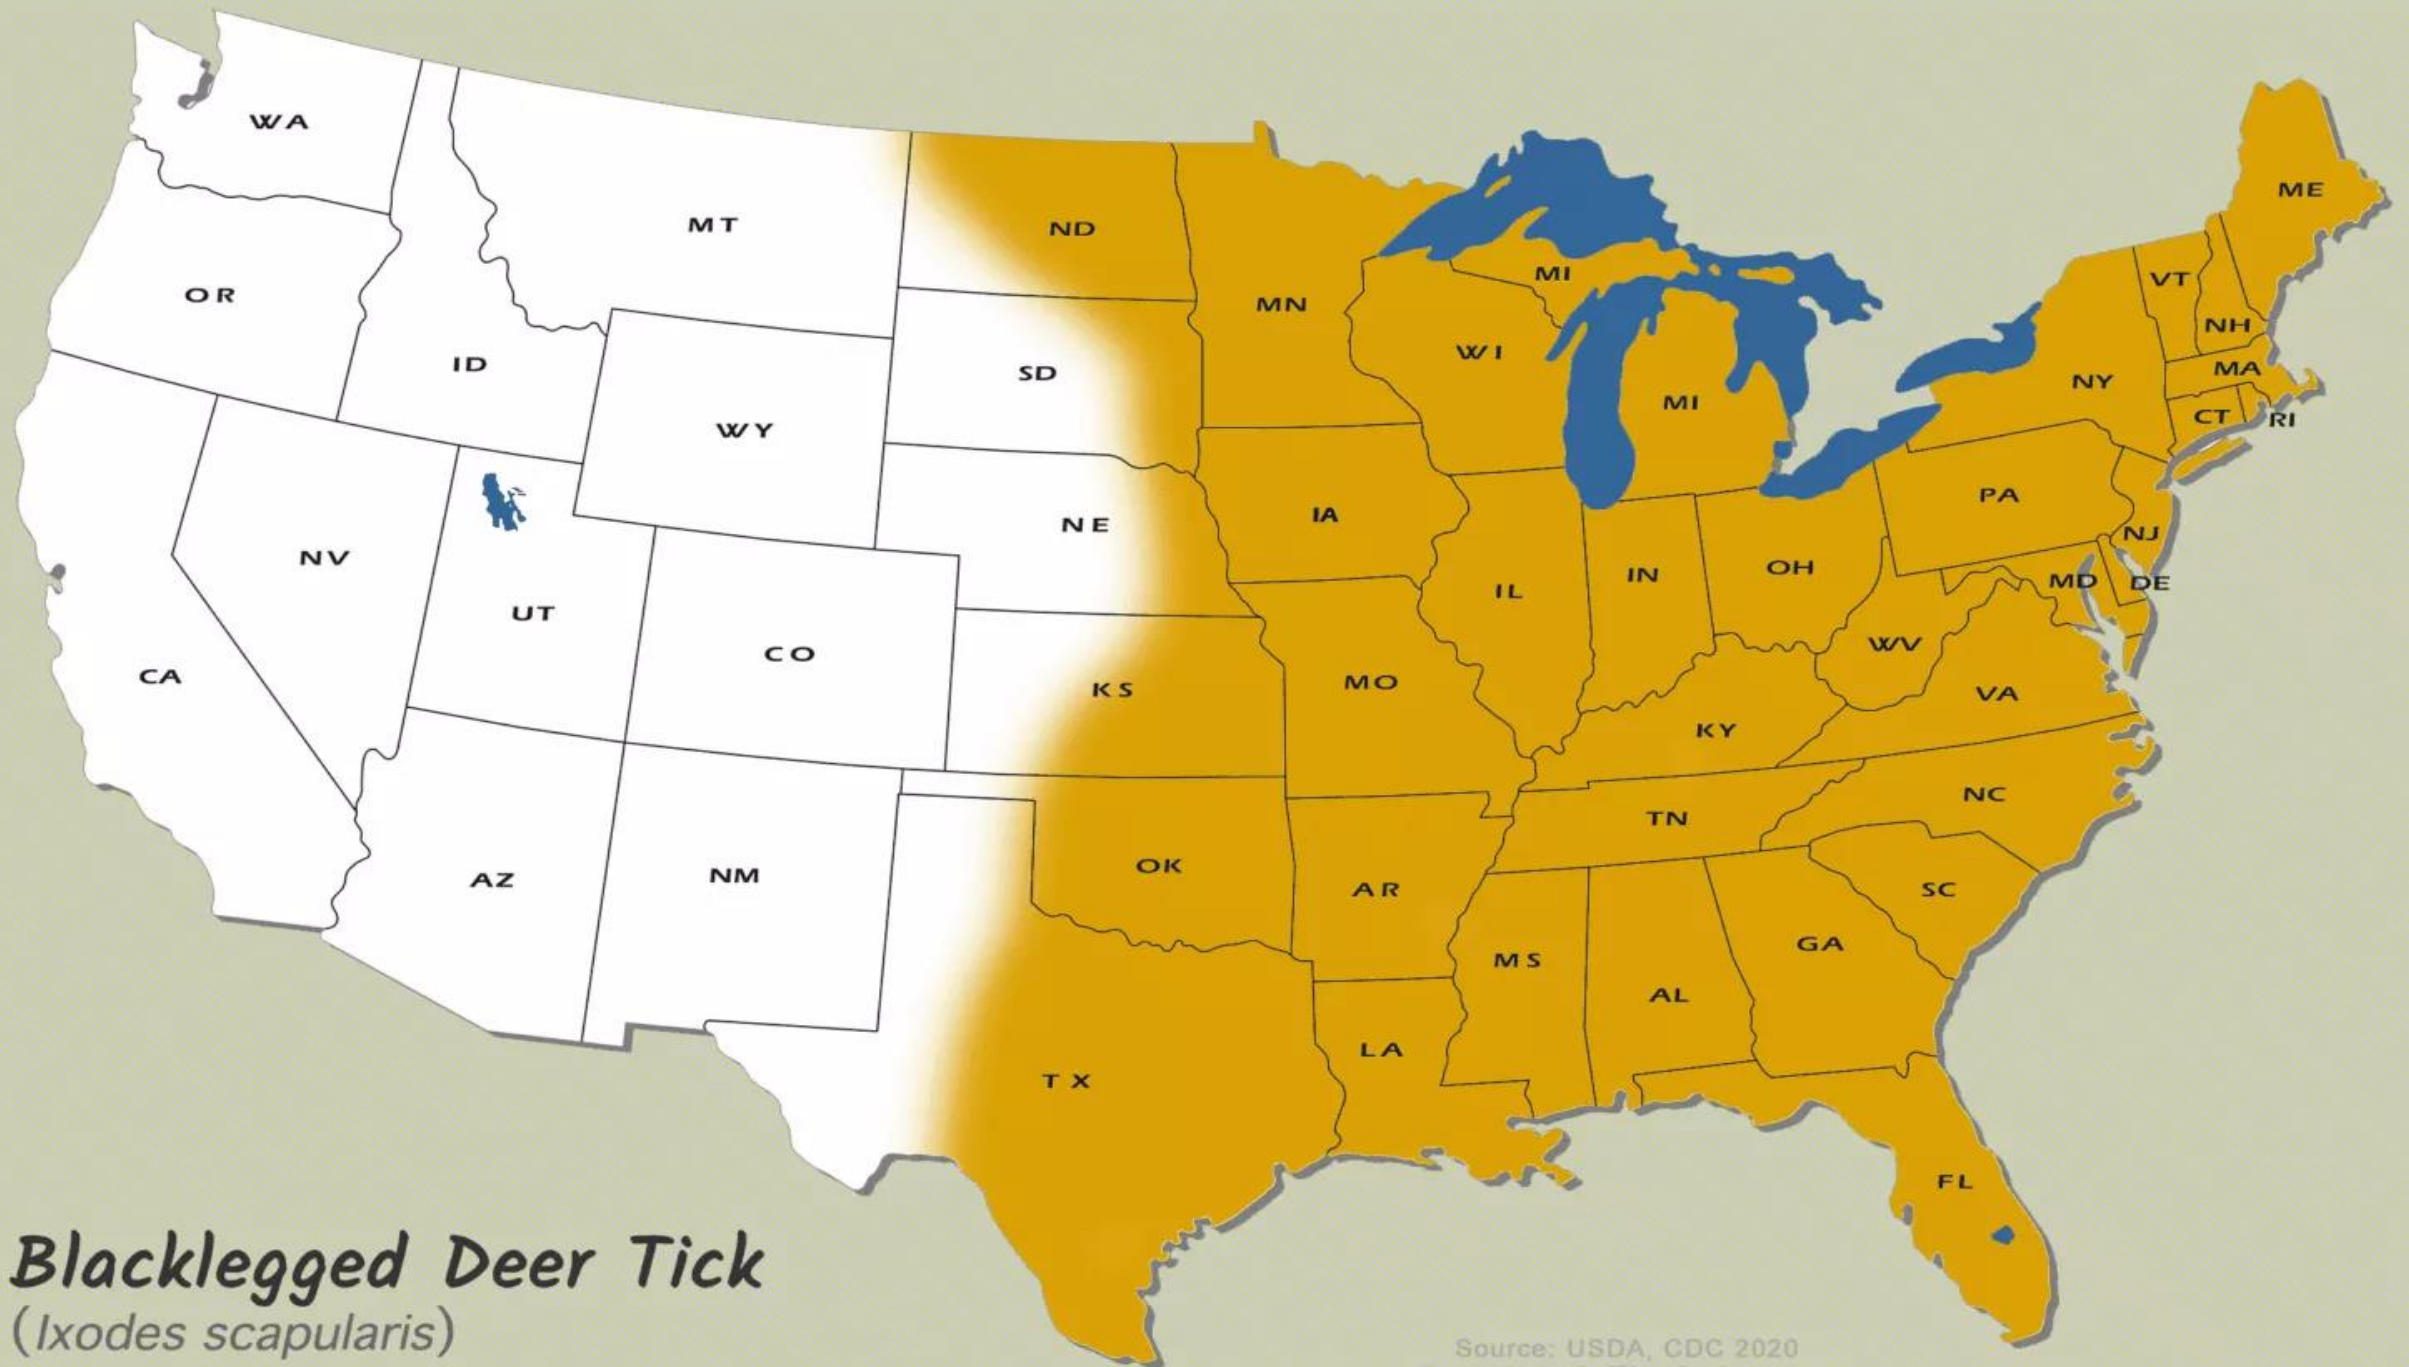 WA
MT
ND
ME
OR
MN
MI
VT
NH
ID
SD
WI
MA
NY
MI
CT
RI
WY
NV
NE
IA
PA
NJ
UT
IL
IN
OH
MD
DE
CO
WV
CA
KS
MO
VA
KY
NC
TN
AZ
NM
OK
AR
SC
GA
MS
AL
LA
TX
FL
Blacklegged Deer Tick
(Ixodes scapularis)
Source: USDA, CDC 2020